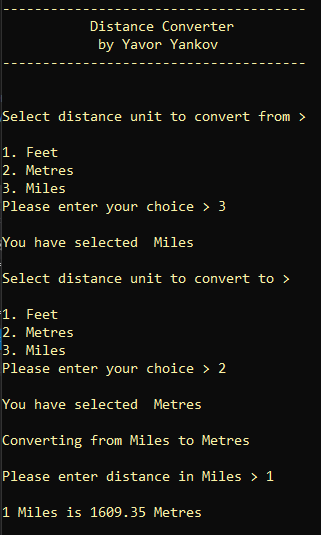 --------------------------------------
Distance Converter
by Yavor Yankov
--------------------------------------
Select distance unit to convert from >
1. Feet
2. Metres
3. Miles
Please enter your choice > 3
You have selected  Miles
Select distance unit to convert to >
1. Feet
2. Metres
3. Miles
Please enter your choice > 2
You have selected  Metres
Converting from Miles to Metres
Please enter distance in Miles > 1
1 Miles is 1609.35 Metres